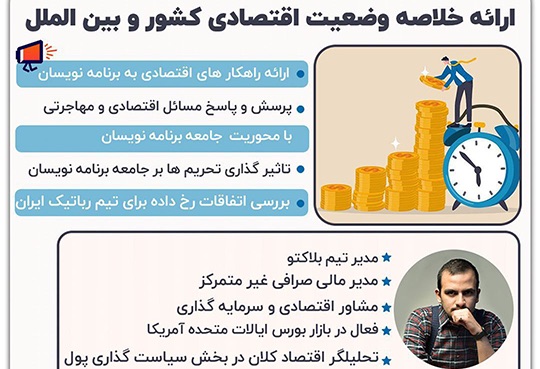 ارائه خلاصه وضعیت اقتصادی کشور و بین الملل
ارائه راهکار های اقتصادی به برنامه نویسان
پرسش و پاسخ مسائل اقتصادی و مهاجرتی
با محوریت جامعه برنامه نویسان
تاثیر گذاری تحریم ها بر جامعه برنامه نویسان
بررسی اتفاقات رخ داده برای تیم رباتیک ایران
مدیر تیم بلاکتو
مدیر مالی صرافی غیر متمرکز
مشاور اقتصادی و سرمایه گذاری
فعال در بازار بورس ایالات متحده آمریکا
تحلیلگر اقتصاد کلان در بخش سیاست گذاری پول